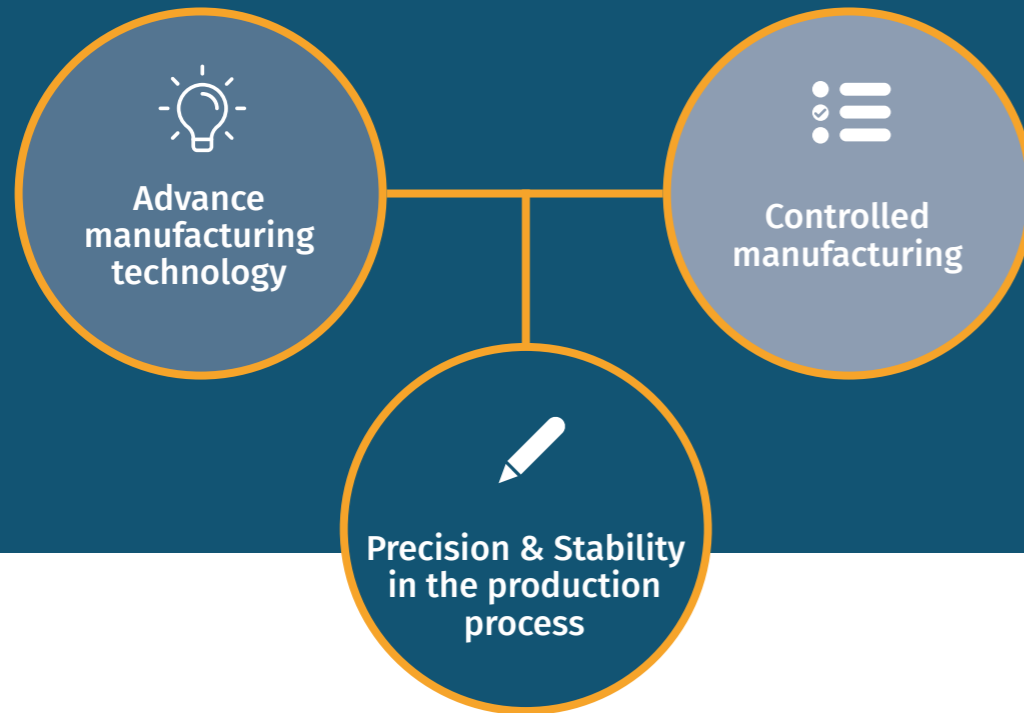 Advance
manufacturing
technology
Controlled
manufacturing
Precision & Stability
in the production
process